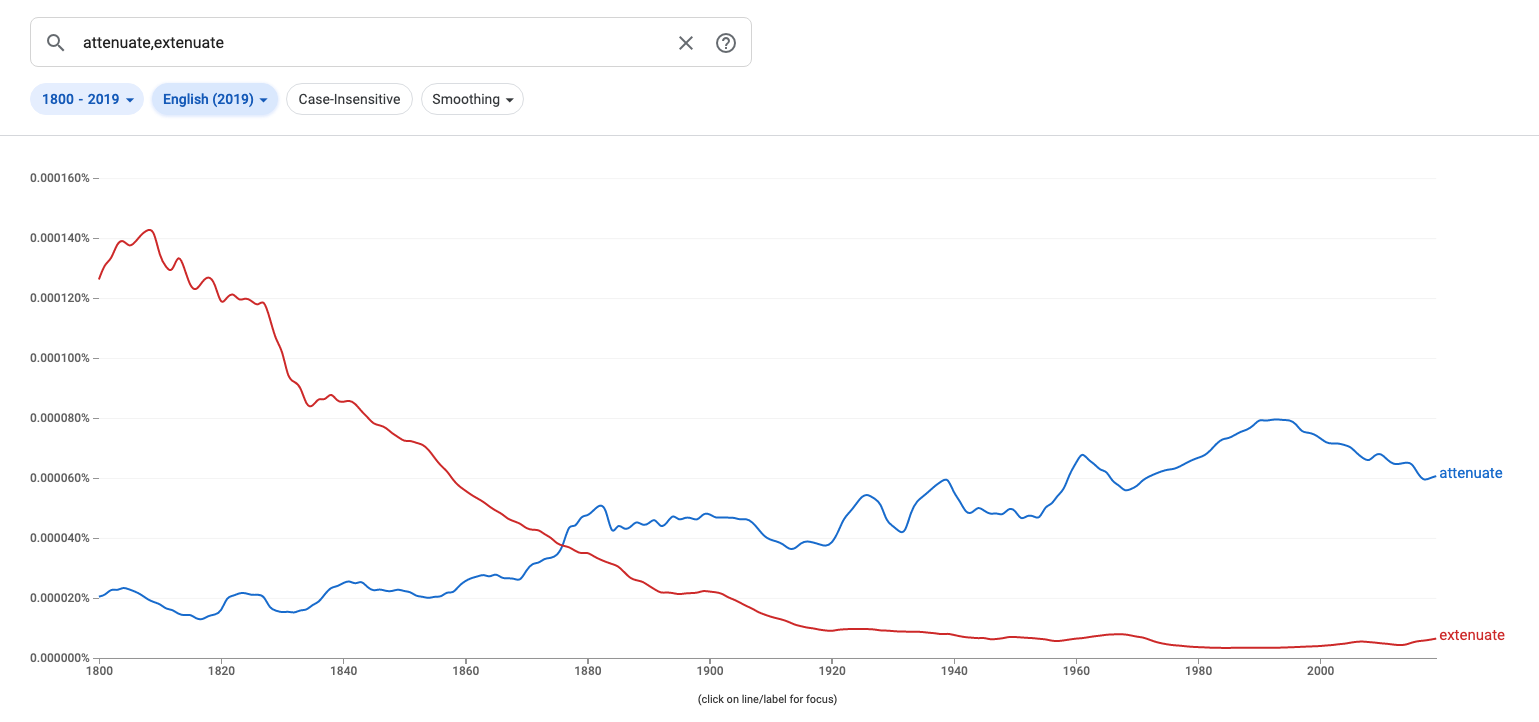 attenuate,extenuate
1800 - 2019 English (2019) Case-Insensitive Smoothing
0.000160%
0.000140%
0.000120%
0.000100%
0.000080%
0.000060%
0.000040%
0.000020%
0.000000%
attenuate
extenuate
1800 1820 1840 1860 1880 1900 1920 1940 1960 1980 2000
(click on line/label for focus)